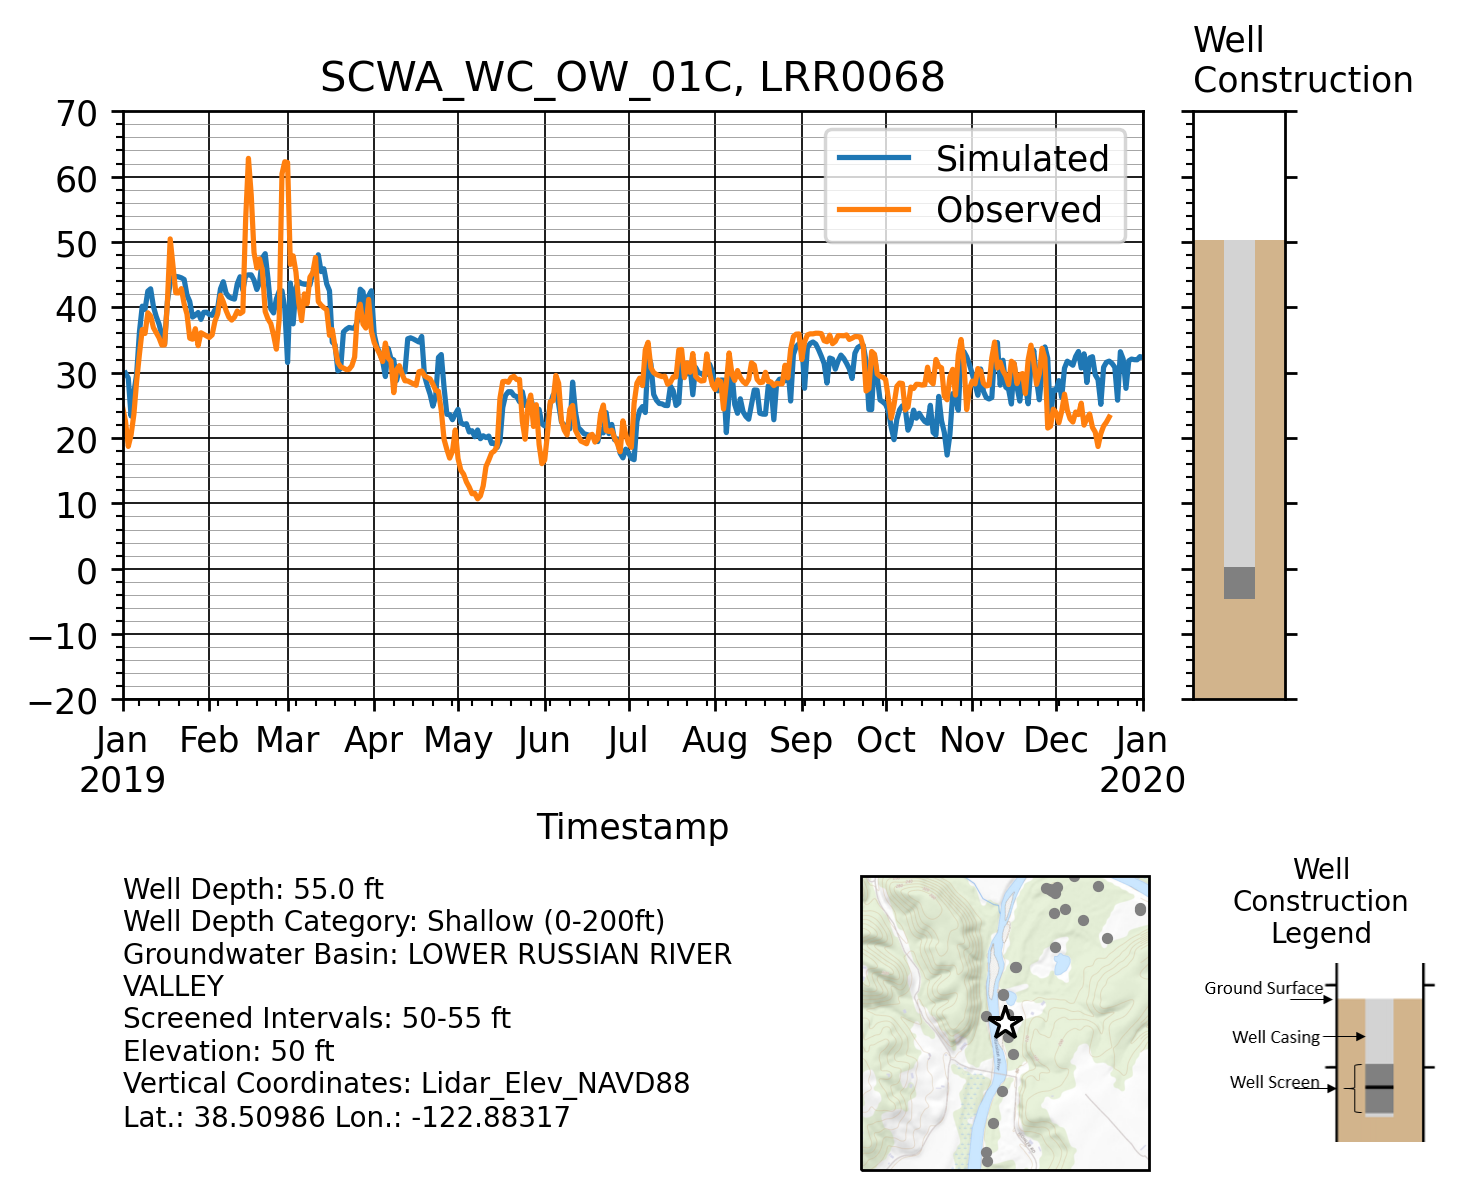 Well
Construction
SCWA_WC_OW_01C, LRR0068
70
60
50
40
30
20
10
0
−10
−20
Simulated
Observed
Jan Feb Mar Apr May Jun Jul Aug Sep Oct Nov Dec Jan
2019 2020
Timestamp
Well Depth: 55.0 ft
Well Depth Category: Shallow (0-200ft)
Groundwater Basin: LOWER RUSSIAN RIVER
VALLEY
Screened Intervals: 50-55 ft
Elevation: 50 ft
Vertical Coordinates: Lidar_Elev_NAVD88
Lat.: 38.50986 Lon.: -122.88317
Well
Construction
Legend
Ground Surface
Well Casing
Well Screen